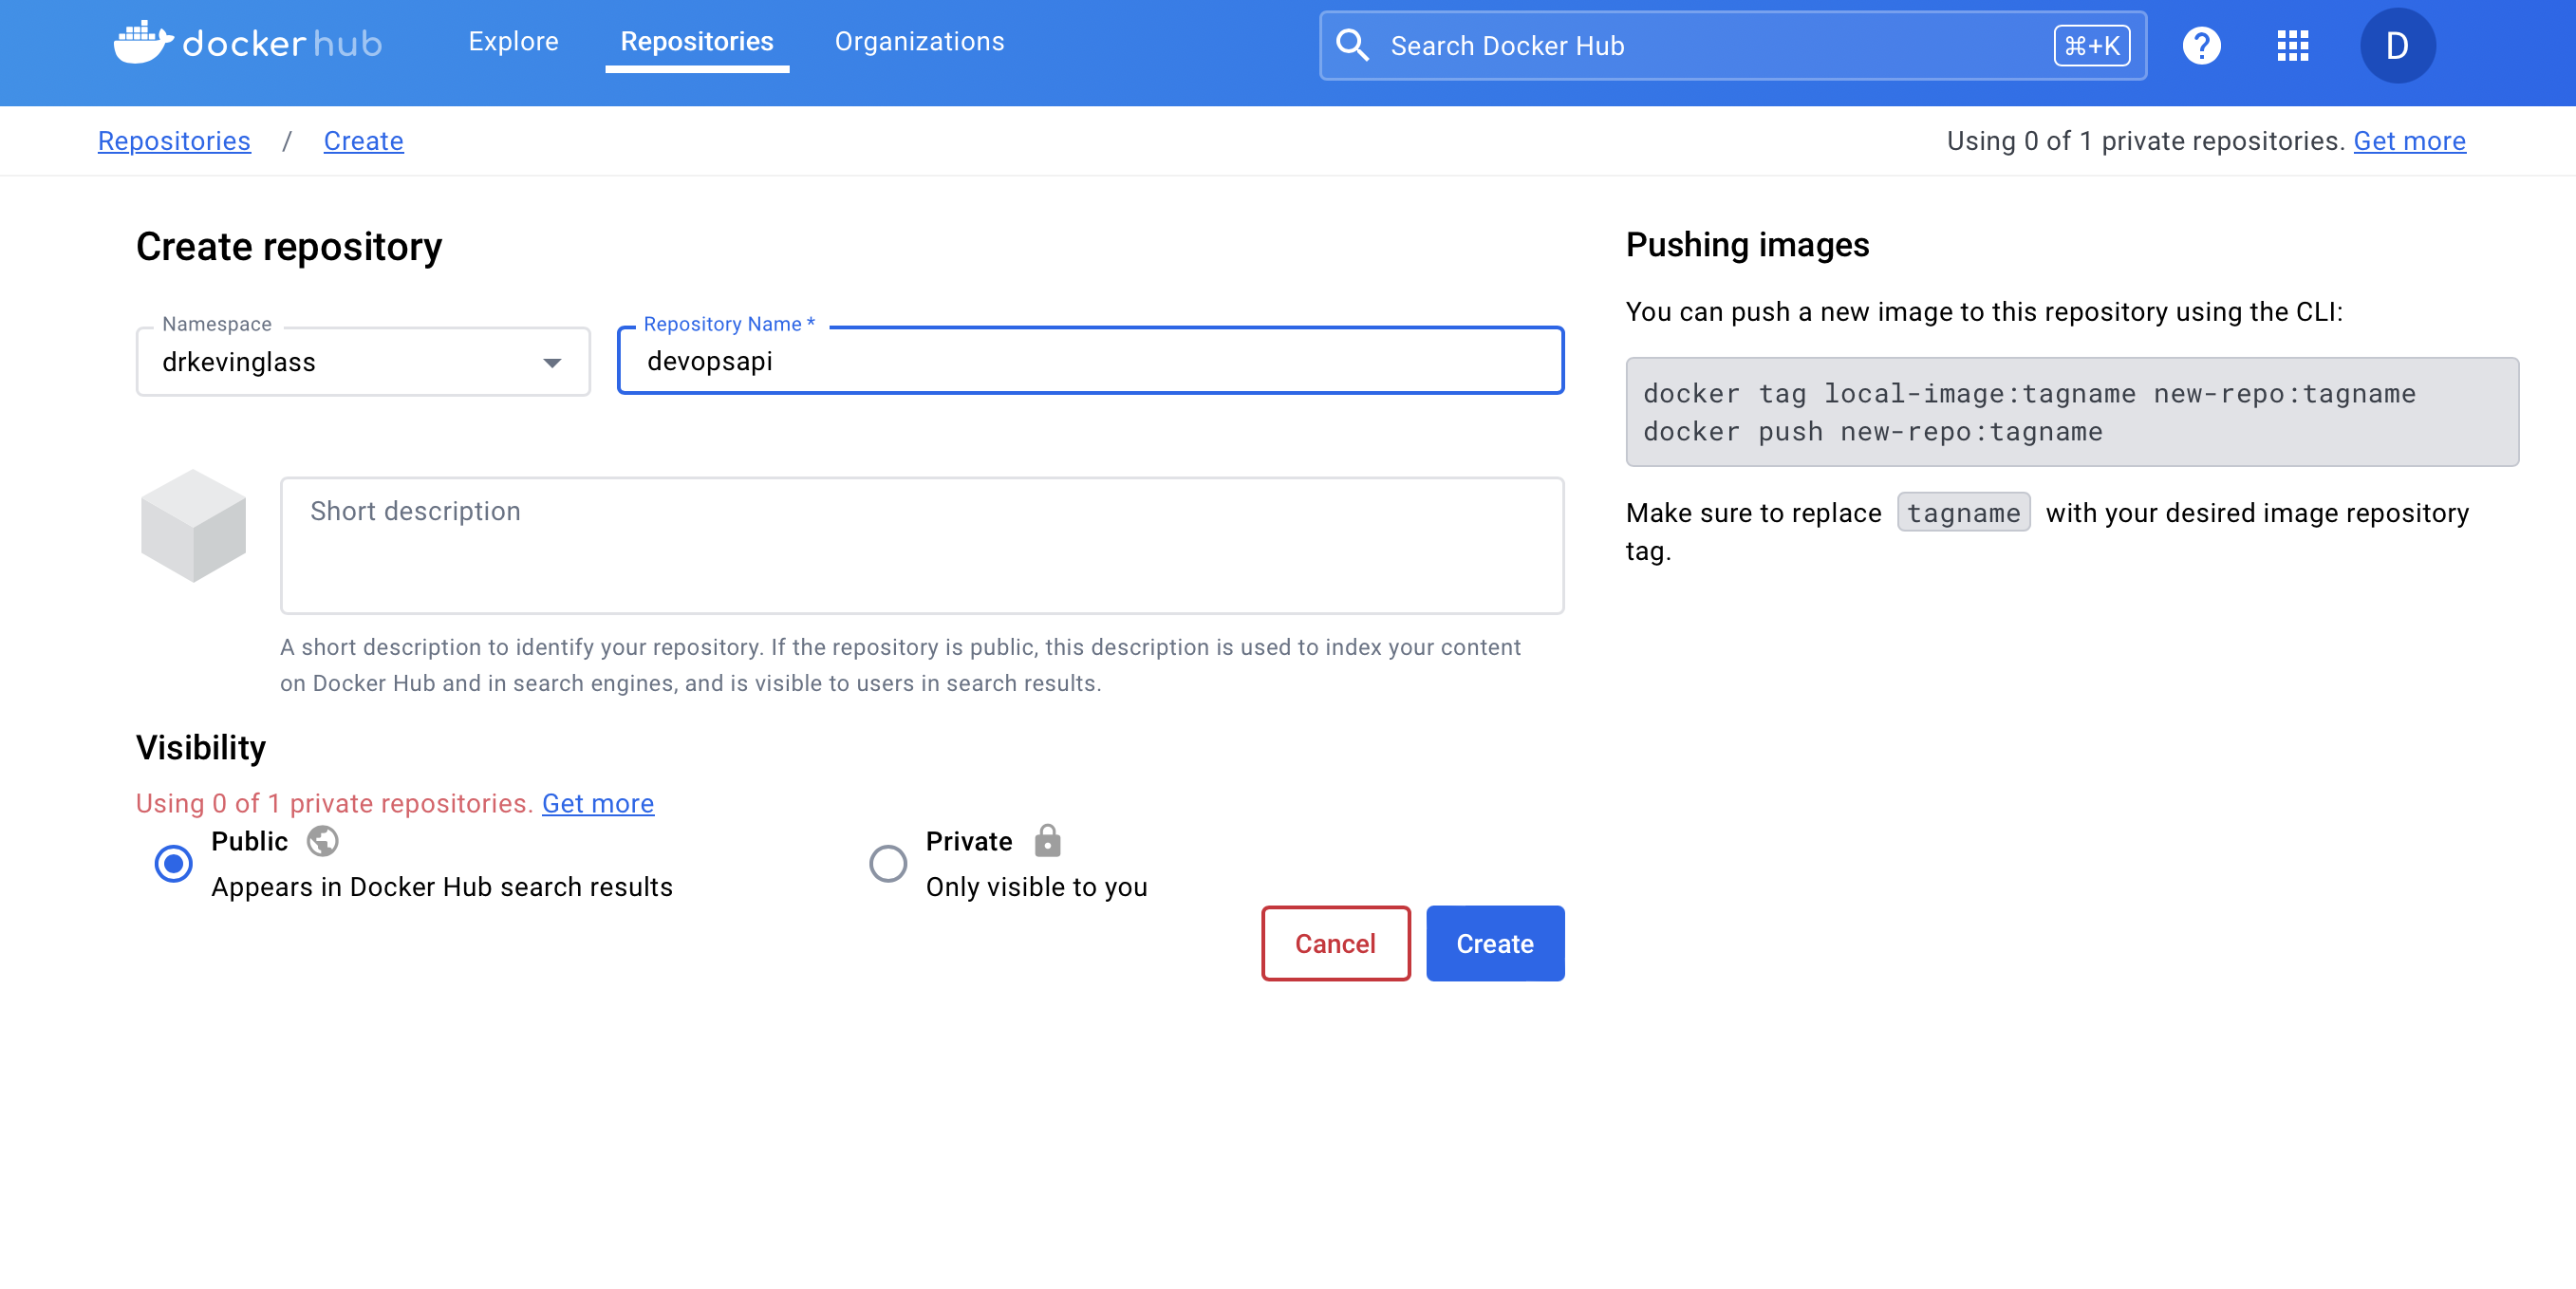 docker hub
Explore
Repositories
Organizations
Search Docker Hub
⌘+K
?
D
Repositories / Create
Using 0 of 1 private repositories. Get more
Create repository
Namespace
drkevinglass
Repository Name *
devopsapi
Short description
A short description to identify your repository. If the repository is public, this description is used to index your content
on Docker Hub and in search engines, and is visible to users in search results.
Visibility
Using 0 of 1 private repositories. Get more
Public
Appears in Docker Hub search results
Private
Only visible to you
Cancel
Create
Pushing images
You can push a new image to this repository using the CLI:
docker tag local-image:tagname new-repo:tagname
docker push new-repo:tagname
Make sure to replace tagname with your desired image repository
tag.